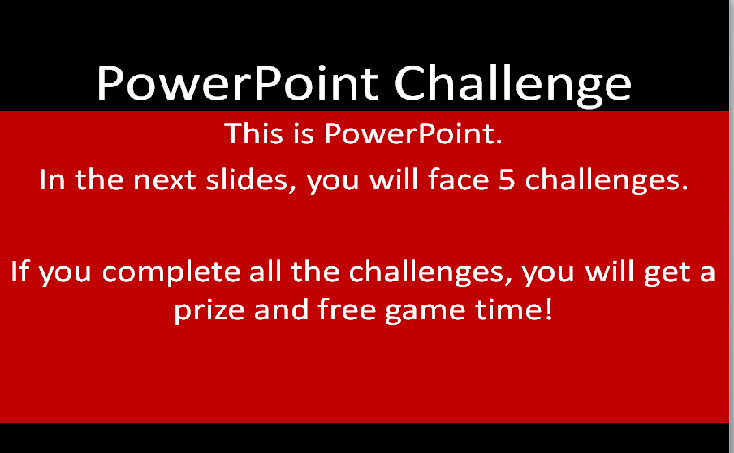 PowerPoint Challenge
This is PowerPoint.
In the next slides, you will face 5 challenges.
If you complete all the challenges, you will get a
prize and free game time!